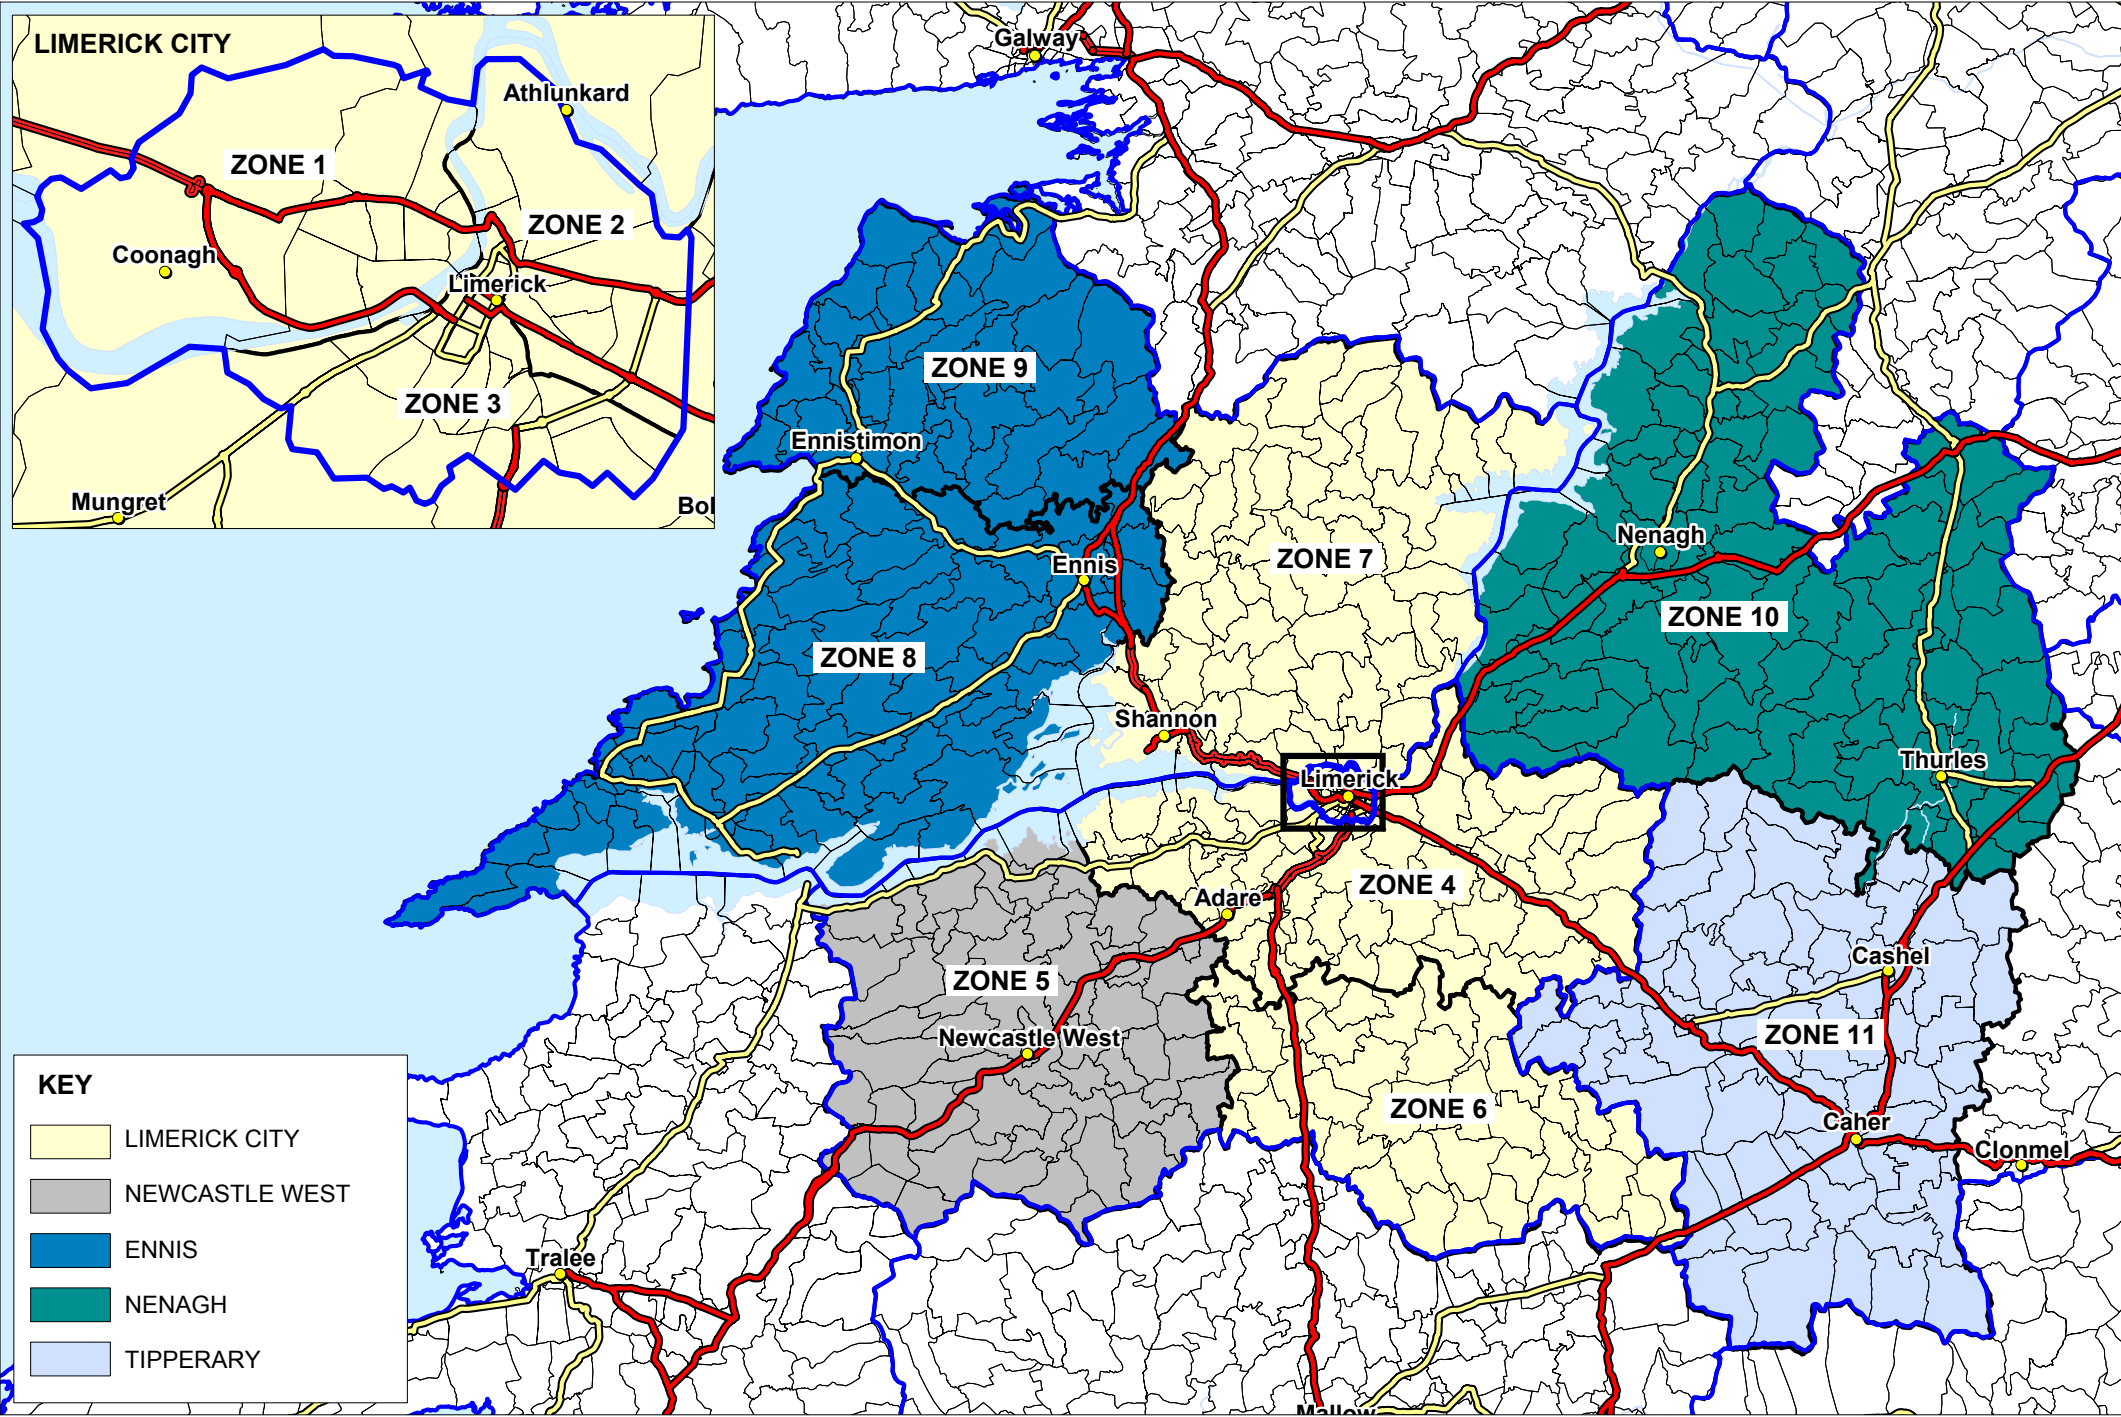 LIMERICK CITY
Athlunkard
ZONE 1
ZONE 2
Coonagh
Limerick
ZONE 3
Mungret
Bol
Galway
ZONE 9
Ennistimon
ZONE 7
Nenagh
Ennis
ZONE 10
ZONE 8
Shannon
Thurles
Limerick
ZONE 4
Adare
Cashel
ZONE 5
Newcastle West
ZONE 11
ZONE 6
Caher
Clonmel
Tralee
Mallow
KEY
LIMERICK CITY
NEWCASTLE WEST
ENNIS
NENAGH
TIPPERARY